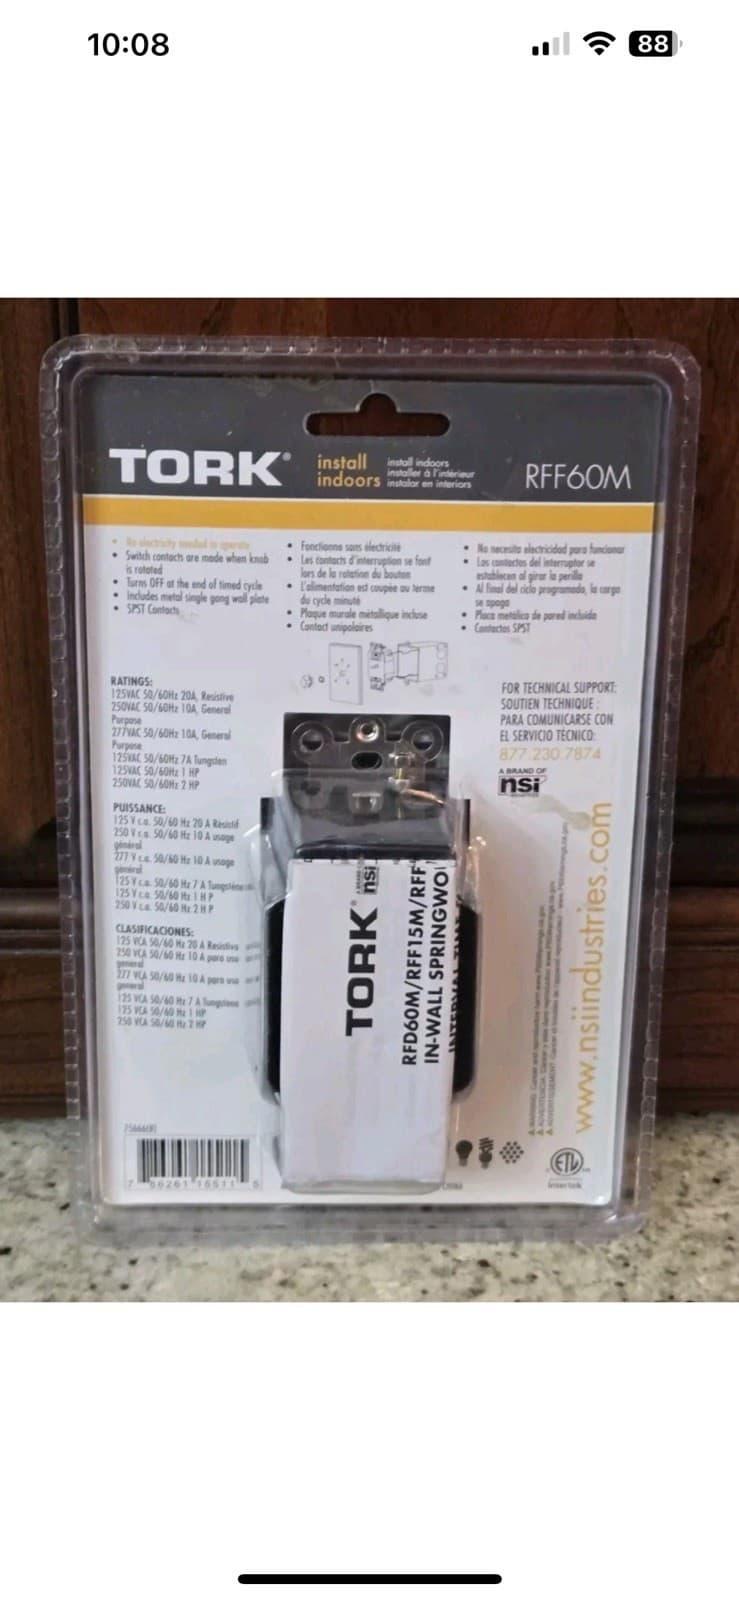 10:08
88
TORK®
install
indoors
install indoors
installer à l'intérieur
instalar en interiors
RFF60M
• No electricity needed to operate
• Switch contacts are made when knob
is rotated
• Turns OFF at the end of timed cycle
• Includes metal single gang wall plate
• SPST Contacts
• Fonctionne sans électricité
• Les contacts d'interruption se font
lors de la rotation du bouton
• L'alimentation est coupée au terme
du cycle minuté
• Plaque murale métallique incluse
• Contact unipolaires
• No necesita electricidad para funcionar
• Los contactos del interruptor se
establecen al girar la perilla
• Al final del ciclo programado, la carga
se apaga
• Placa metálica de pared incluida
• Contactos SPST
RATINGS:
125VAC 50/60Hz 20A, Resistive
250VAC 50/60Hz 10A, General
Purpose
277VAC 50/60Hz 10A, General
Purpose
125VAC 50/60Hz 7A Tungsten
125VAC 50/60Hz 1 HP
250VAC 50/60Hz 2 HP
PUISSANCE:
125 V c.a. 50/60 Hz 20 A Résistif
250 V c.a. 50/60 Hz 10 A usage
général
277 V c.a. 50/60 Hz 10 A usage
général
125 V c.a. 50/60 Hz 7 A Tungstène
125 V c.a. 50/60 Hz 1 HP
250 V c.a. 50/60 Hz 2 HP
CLASIFICACIONES:
125 VCA 50/60 Hz 20 A Resistivo
250 VCA 50/60 Hz 10 A para uso
general
277 VCA 50/60 Hz 10 A para uso
general
125 VCA 50/60 Hz 7 A Tungsteno
125 VCA 50/60 Hz 1 HP
250 VCA 50/60 Hz 2 HP
FOR TECHNICAL SUPPORT:
SOUTIEN TECHNIQUE :
PARA COMUNICARSE CON
EL SERVICIO TÉCNICO:
877.230.7874
A BRAND OF
nsi
INDUSTRIES
TORK®
A BRAND OF
nsi
RFD60M/RFF15M/RFF
IN-WALL SPRINGWO
www.nsiindustries.com
ETL
Intertek